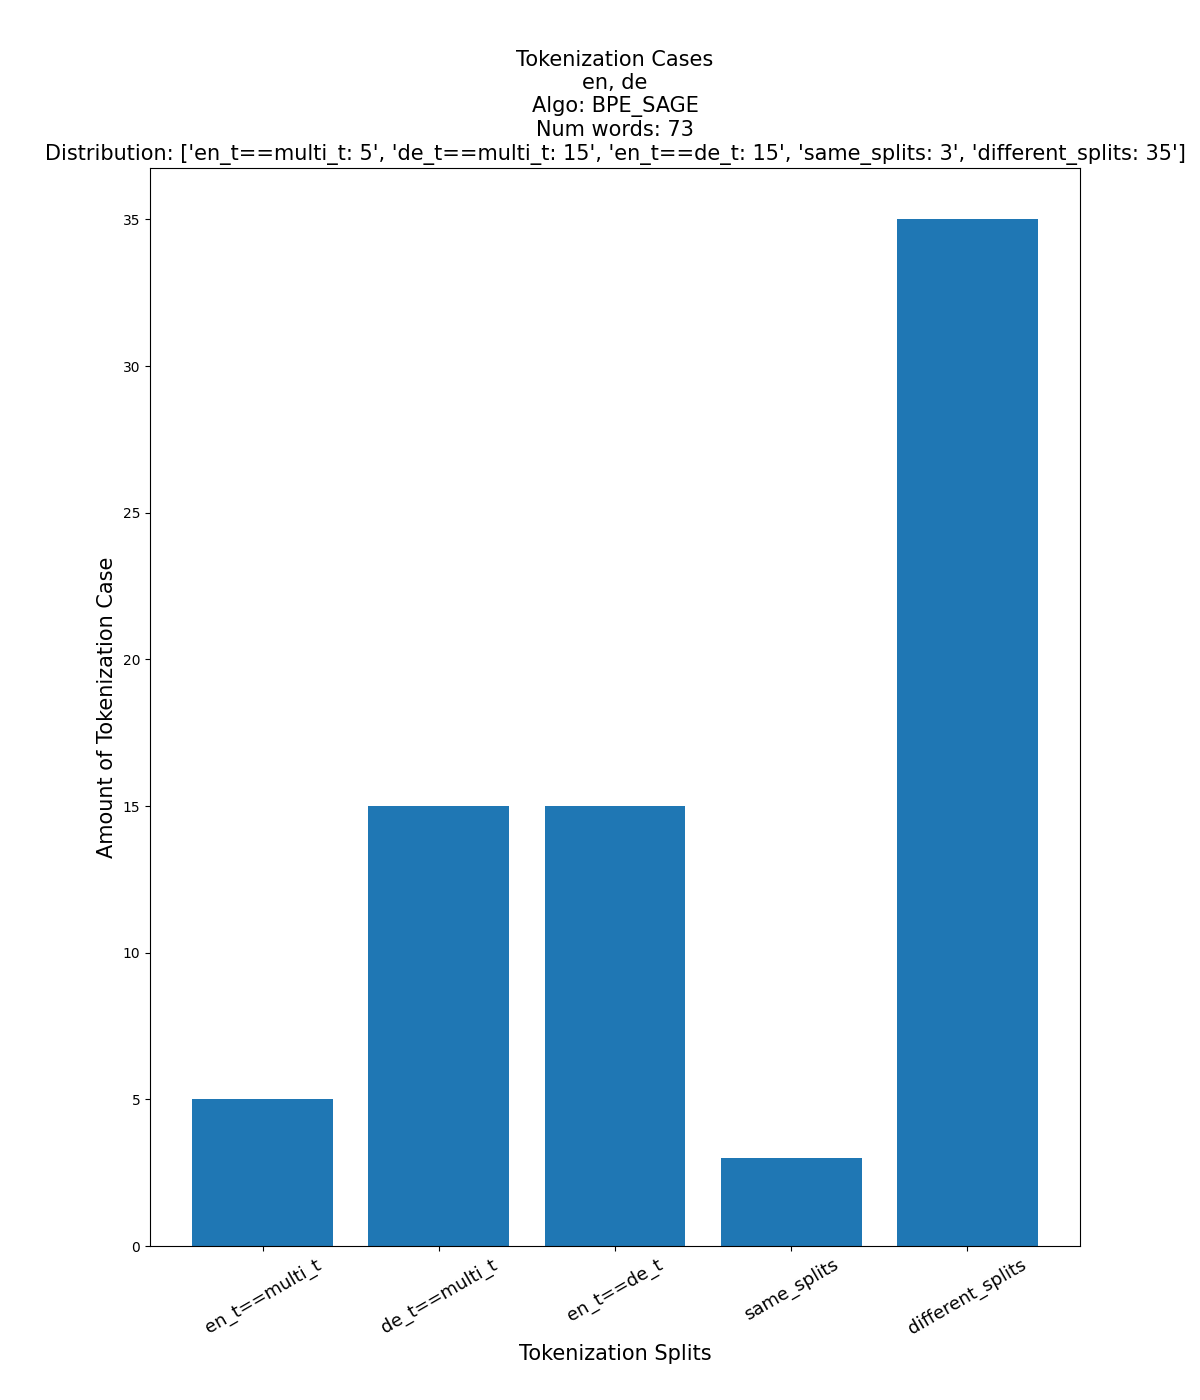 Tokenization Cases
en, de
Algo: BPE_SAGE
Num words: 73
Distribution: ['en_t==multi_t: 5', 'de_t==multi_t: 15', 'en_t==de_t: 15', 'same_splits: 3', 'different_splits: 35']
Amount of Tokenization Case
35
30
25
20
15
10
5
0
en_t==multi_t
de_t==multi_t
en_t==de_t
same_splits
different_splits
Tokenization Splits